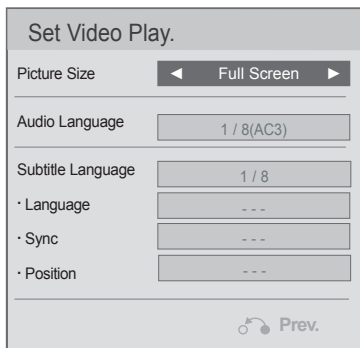 Set Video Play.
Picture Size ◄ Full Screen ►
Audio Language 1 / 8(AC3)
Subtitle Language 1 / 8
· Language - - -
· Sync - - -
· Position - - -
Prev.